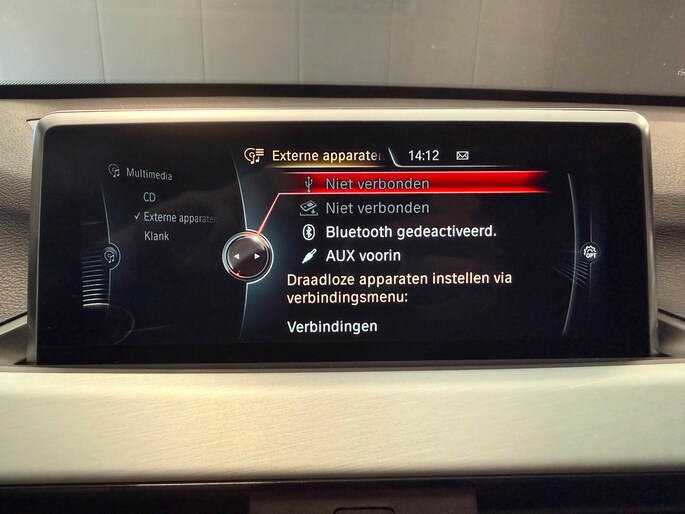 Externe apparaten
14:12
Multimedia
CD
Externe apparaten
Klank
Niet verbonden
Niet verbonden
Bluetooth gedeactiveerd.
AUX voorin
Draadloze apparaten instellen via
verbindingsmenu:
Verbindingen
OPT